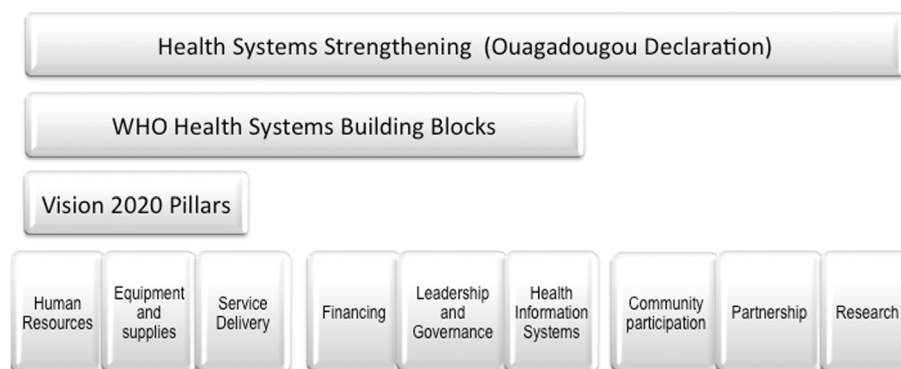 Health Systems Strengthening (Ouagadougou Declaration)
WHO Health Systems Building Blocks
Vision 2020 Pillars
Human
Resources
Equipment
and
supplies
Service
Delivery
Financing
Leadership
and
Governance
Health
Information
Systems
Community
participation
Partnership
Research